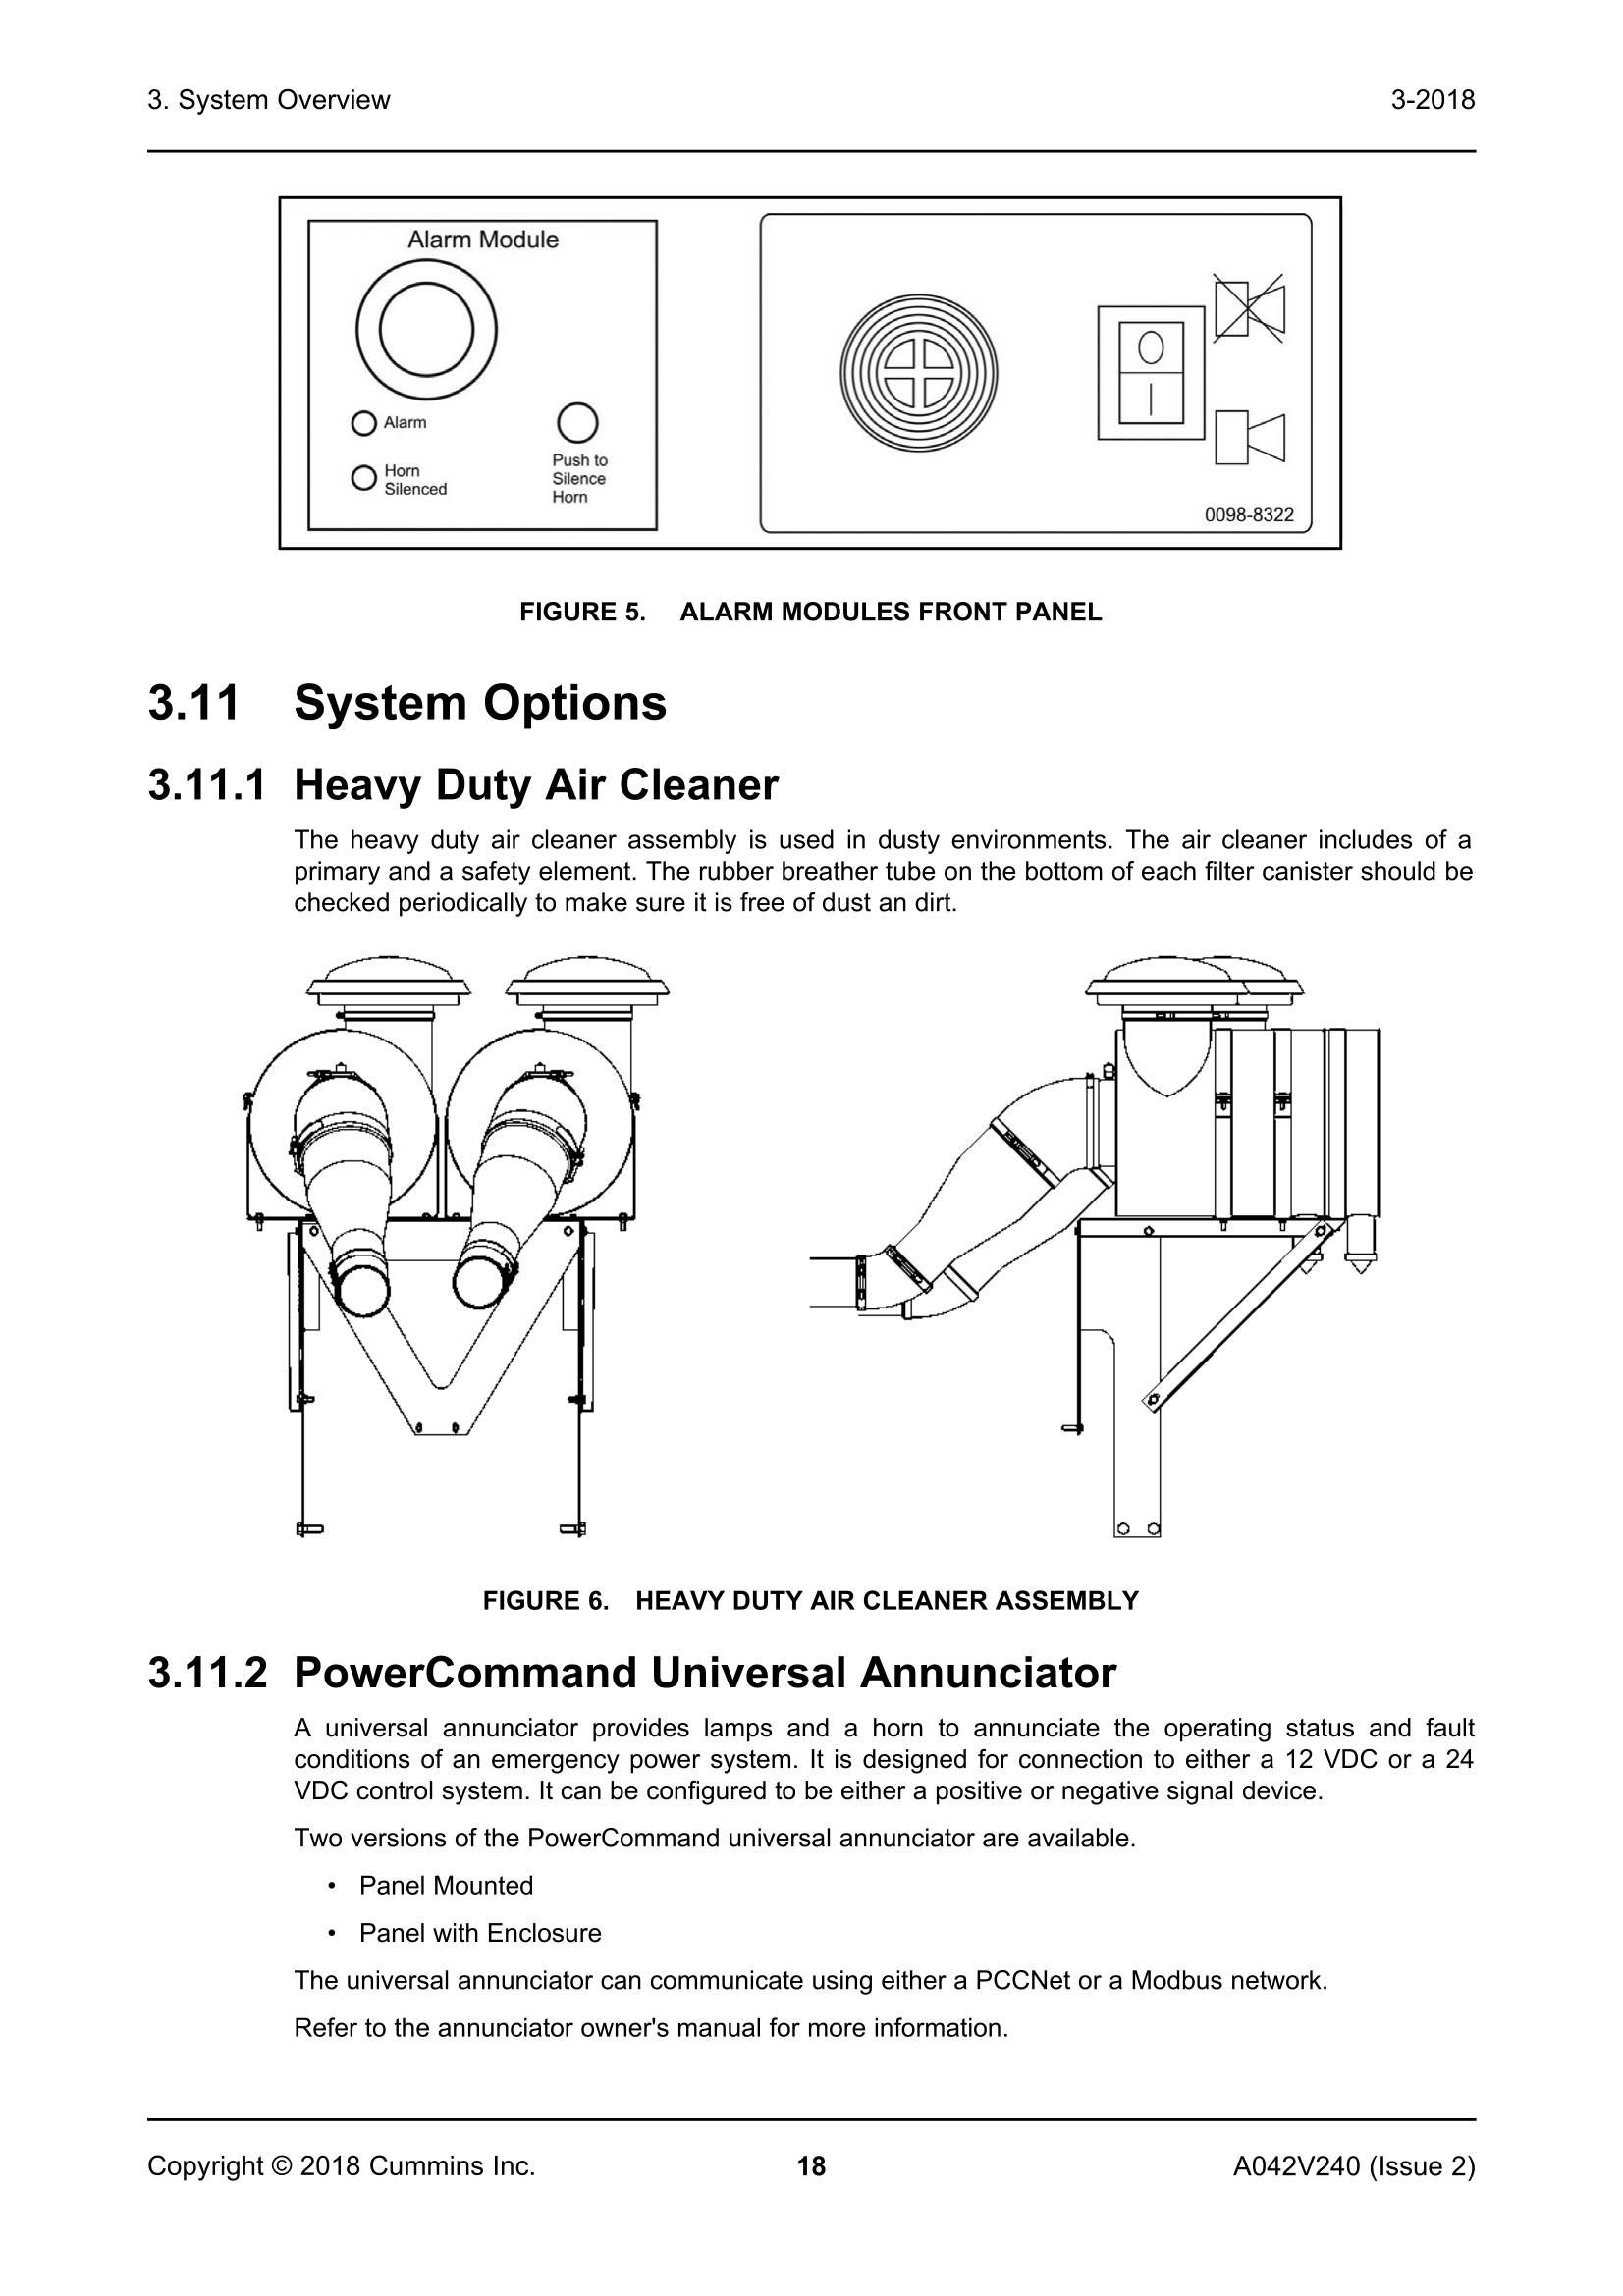 3. System Overview 3-2018
Alarm Module
Alarm
Horn
Silenced
Push to
Silence
Horn
O
I
0098-8322
FIGURE 5. ALARM MODULES FRONT PANEL
3.11 System Options
3.11.1 Heavy Duty Air Cleaner
The heavy duty air cleaner assembly is used in dusty environments. The air cleaner includes of a
primary and a safety element. The rubber breather tube on the bottom of each filter canister should be
checked periodically to make sure it is free of dust an dirt.
FIGURE 6. HEAVY DUTY AIR CLEANER ASSEMBLY
3.11.2 PowerCommand Universal Annunciator
A universal annunciator provides lamps and a horn to annunciate the operating status and fault
conditions of an emergency power system. It is designed for connection to either a 12 VDC or a 24
VDC control system. It can be configured to be either a positive or negative signal device.
Two versions of the PowerCommand universal annunciator are available.
• Panel Mounted
• Panel with Enclosure
The universal annunciator can communicate using either a PCCNet or a Modbus network.
Refer to the annunciator owner's manual for more information.
Copyright © 2018 Cummins Inc. 18 A042V240 (Issue 2)